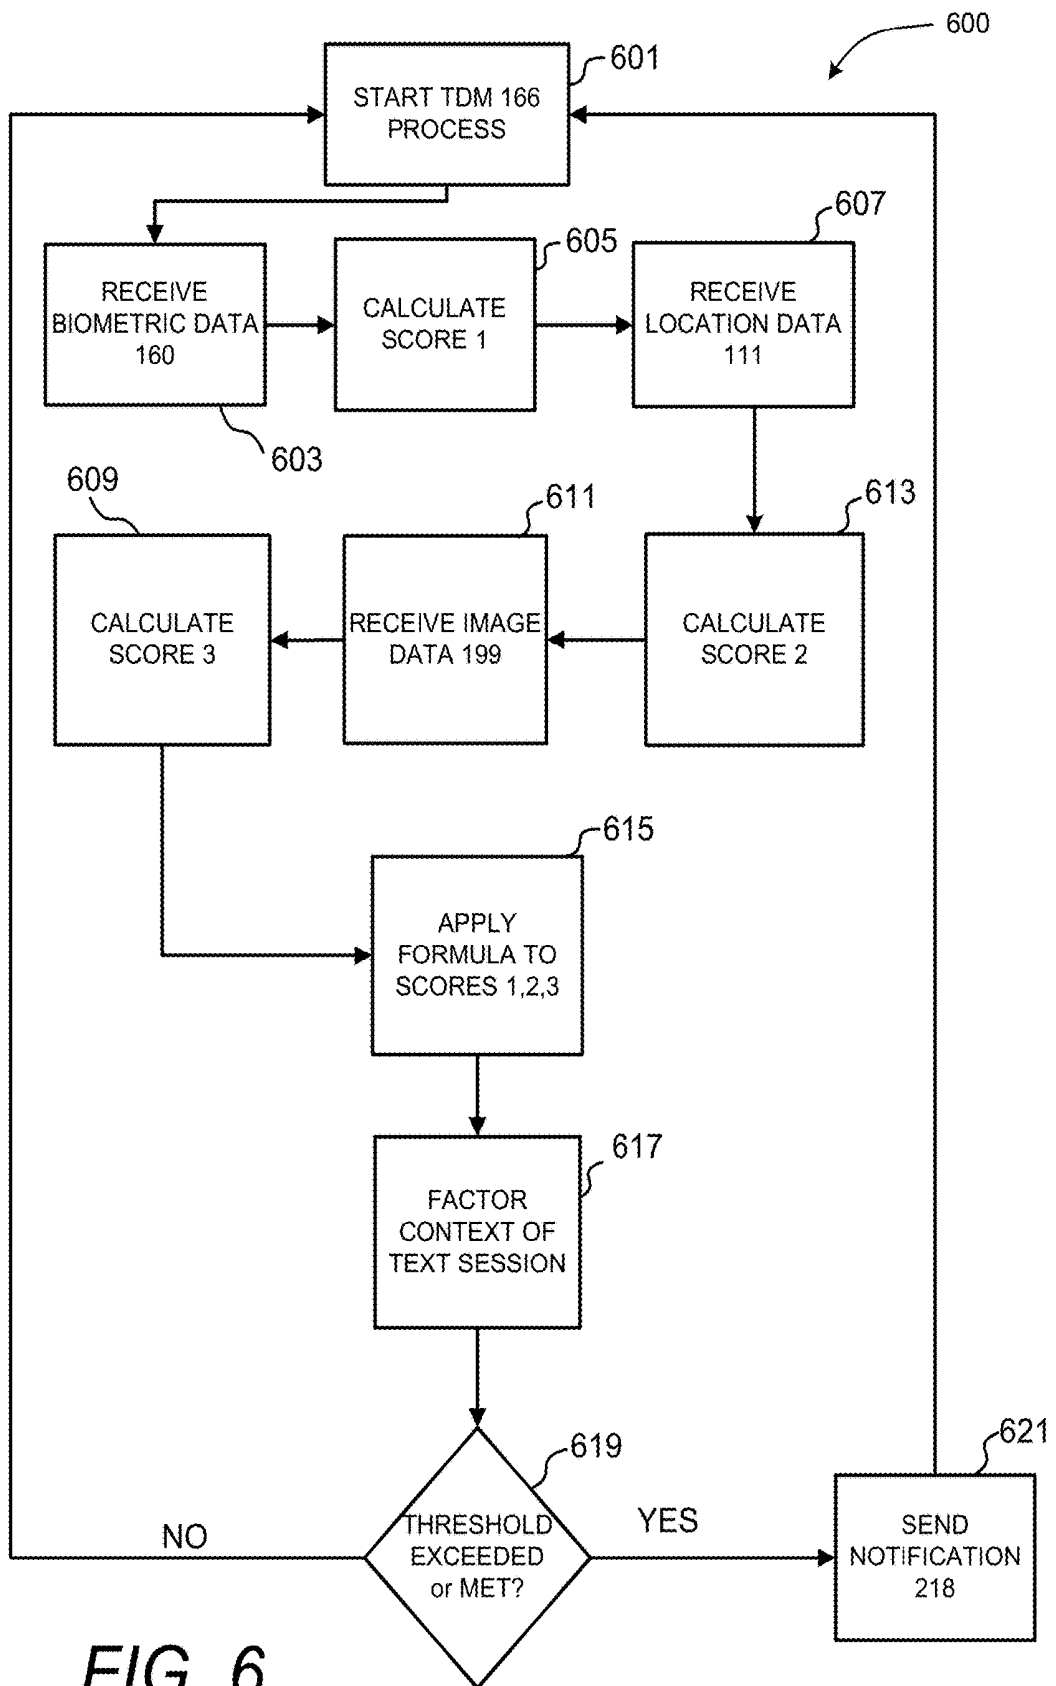 600
601
START TDM 166
PROCESS
607
605
RECEIVE
BIOMETRIC DATA
160
CALCULATE
SCORE 1
RECEIVE
LOCATION DATA
111
603
609
611
613
CALCULATE
SCORE 3
RECEIVE IMAGE
DATA 199
CALCULATE
SCORE 2
615
APPLY
FORMULA TO
SCORES 1,2,3
617
FACTOR
CONTEXT OF
TEXT SESSION
619
621
NO
THRESHOLD
EXCEEDED
or MET?
YES
SEND
NOTIFICATION
218
FIG. 6